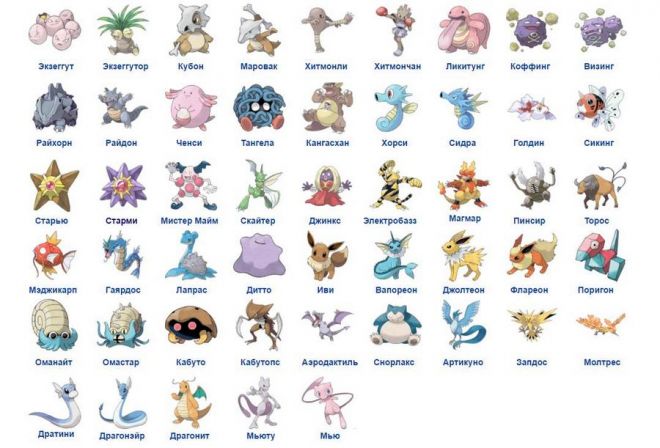 Экзеггут Экзеггутор Кубон Маровак Хитмонли Хитмончан Ликитунг Коффинг Визинг
Райхорн Райдон Ченси Тангела Кангасхан Хорси Сидра Голдин Сикинг
Старью Старми Мистер Майм Скайтер Джинкс Электробазз Магмар Пинсир Торос
Мэджикарп Гаярдос Лапрас Дитто Иви Вапореон Джолтеон Флареон Поригон
Оманайт Омастар Кабуто Кабутопс Аэродактиль Снорлакс Артикуно Запдос Молтрес
Дратини Драгонэйр Драгонит Мьюту Мью